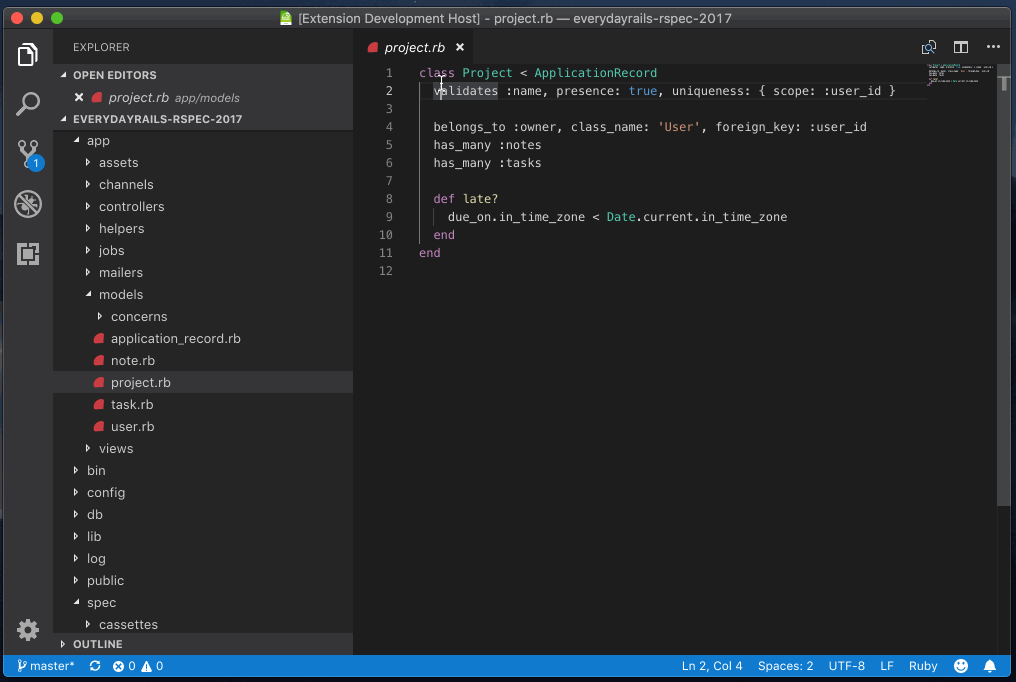 [Extension Development Host] - project.rb — everydayrails-rspec-2017
EXPLORER
OPEN EDITORS
project.rb app/models
EVERYDAYRAILS-RSPEC-2017
app
assets
channels
controllers
helpers
jobs
mailers
models
concerns
application_record.rb
note.rb
project.rb
task.rb
user.rb
views
bin
config
db
lib
log
public
spec
cassettes
OUTLINE
1
project.rb
1 class Project < ApplicationRecord
2 validates :name, presence: true, uniqueness: { scope: :user_id }
3
4 belongs_to :owner, class_name: 'User', foreign_key: :user_id
5 has_many :notes
6 has_many :tasks
7
8 def late?
9 due_on.in_time_zone < Date.current.in_time_zone
10 end
11 end
12
master* 0 0 Ln 2, Col 4 Spaces: 2 UTF-8 LF Ruby